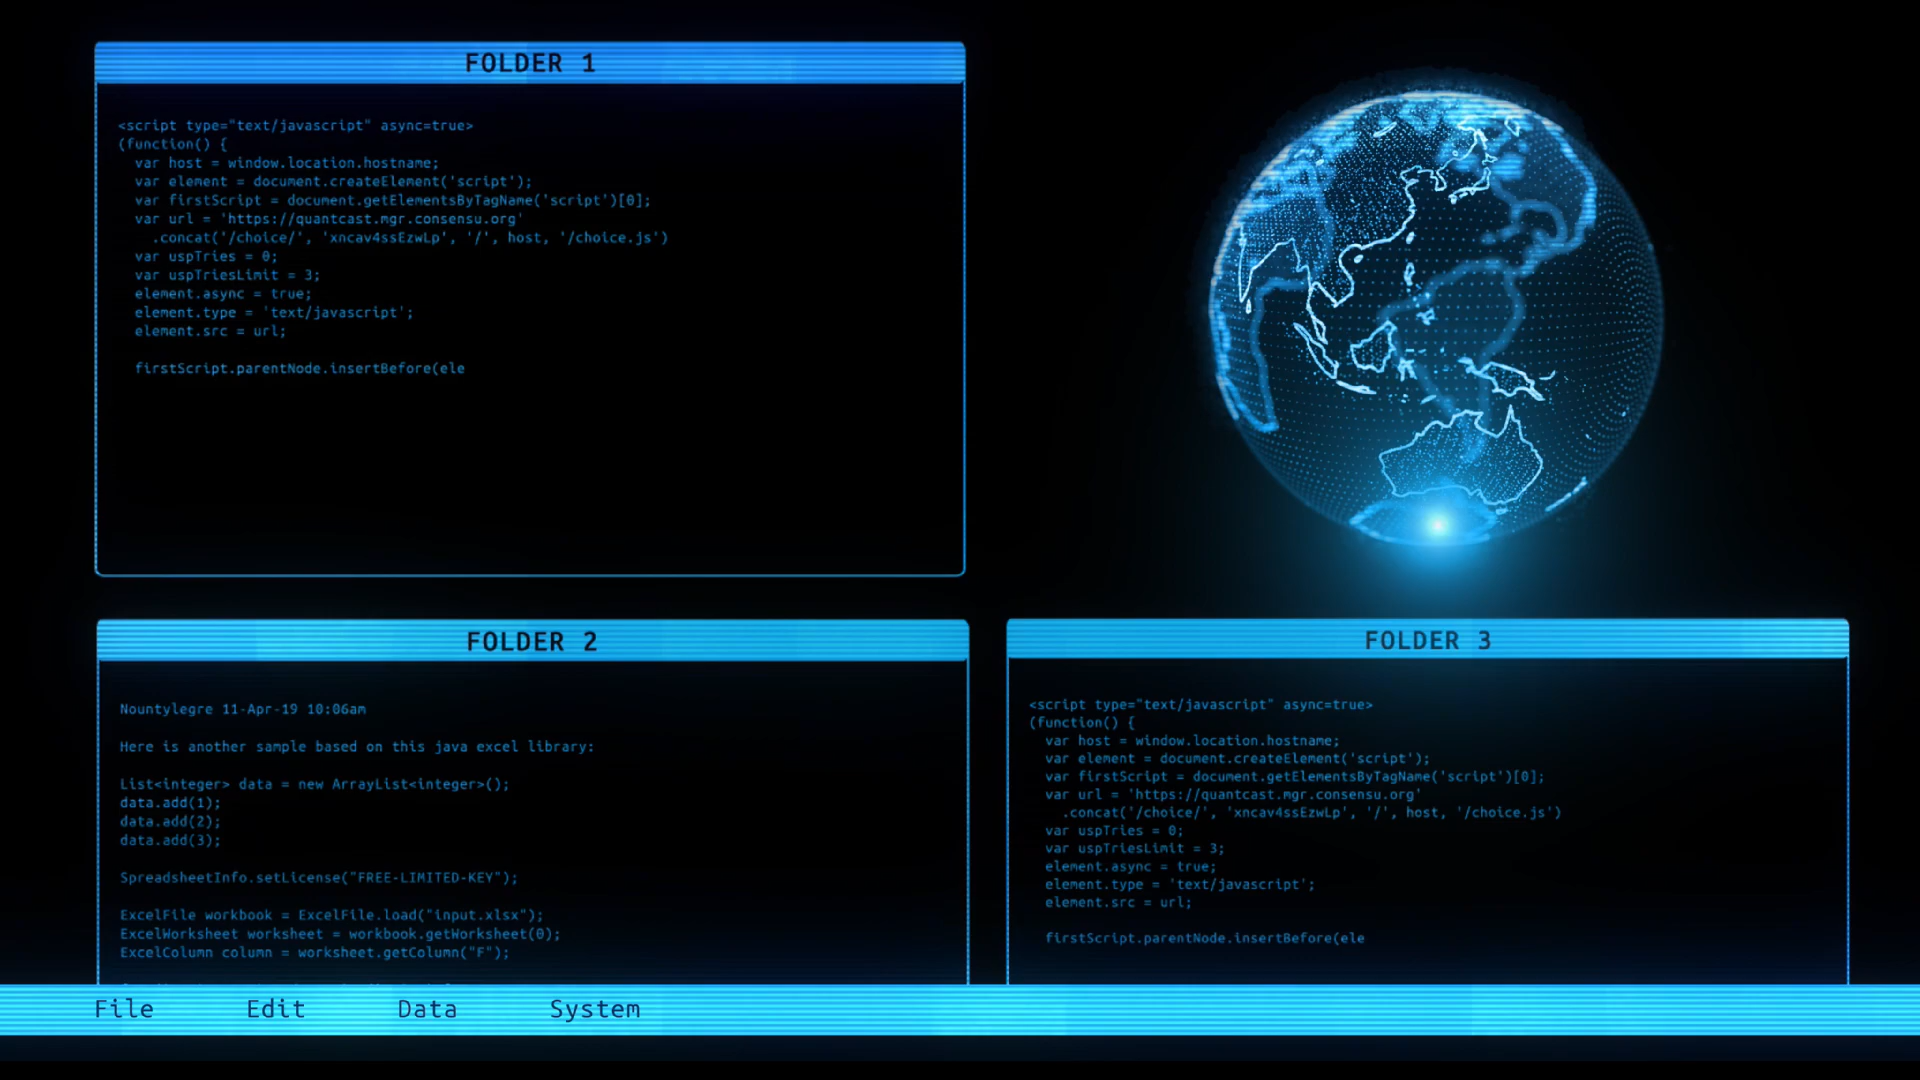 FOLDER 1
<script type="text/javascript" async=true>
(function() {
var host = window.location.hostname;
var element = document.createElement('script');
var firstScript = document.getElementsByTagName('script')[0];
var url = 'https://quantcast.mgr.consensu.org'
.concat('/choice/', 'xncav4ssEzwLp', '/', host, '/choice.js')
var uspTries = 0;
var uspTriesLimit = 3;
element.async = true;
element.type = 'text/javascript';
element.src = url;
firstScript.parentNode.insertBefore(ele
FOLDER 2
Nountylegre 11-Apr-19 10:06am
Here is another sample based on this java excel library:
List<integer> data = new ArrayList<integer>();
data.add(1);
data.add(2);
data.add(3);
SpreadsheetInfo.setLicense("FREE-LIMITED-KEY");
ExcelFile workbook = ExcelFile.load("input.xlsx");
ExcelWorksheet worksheet = workbook.getWorksheet(0);
ExcelColumn column = worksheet.getColumn("F");
FOLDER 3
<script type="text/javascript" async=true>
(function() {
var host = window.location.hostname;
var element = document.createElement('script');
var firstScript = document.getElementsByTagName('script')[0];
var url = 'https://quantcast.mgr.consensu.org'
.concat('/choice/', 'xncav4ssEzwLp', '/', host, '/choice.js')
var uspTries = 0;
var uspTriesLimit = 3;
element.async = true;
element.type = 'text/javascript';
element.src = url;
firstScript.parentNode.insertBefore(ele
File Edit Data System